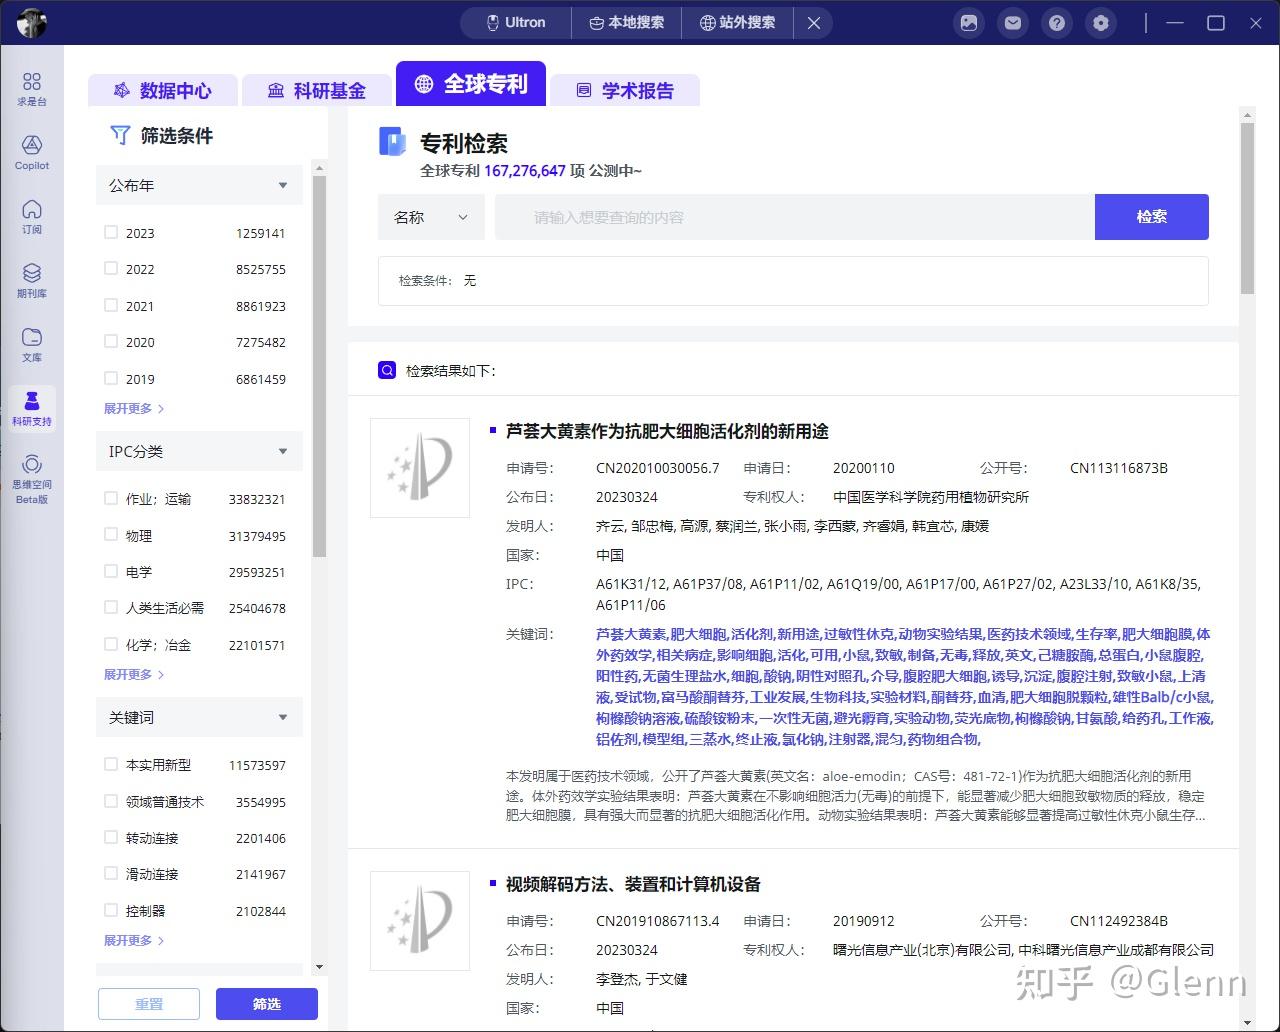 Ultron
本地搜索
站外搜索
求是台
Copilot
订阅
期刊库
文库
科研支持
思维空间
Beta版
数据中心
科研基金
全球专利
学术报告
筛选条件
公布年
2023 1259141
2022 8525755
2021 8861923
2020 7275482
2019 6861459
展开更多
IPC分类
作业；运输 33832321
物理 31379495
电学 29593251
人类生活必需 25404678
化学；冶金 22101571
展开更多
关键词
本实用新型 11573597
领域普通技术 3554995
转动连接 2201406
滑动连接 2141967
控制器 2102844
展开更多
重置
筛选
专利检索
全球专利 167,276,647 项 公测中~
名称
请输入想要查询的内容
检索
检索条件： 无
检索结果如下：
芦荟大黄素作为抗肥大细胞活化剂的新用途
申请号： CN202010030056.7 申请日： 20200110 公开号： CN113116873B
公布日： 20230324 专利权人： 中国医学科学院药用植物研究所
发明人： 齐云, 邹忠梅, 高源, 蔡润兰, 张小雨, 李西蒙, 齐睿娟, 韩宜芯, 康媛
国家： 中国
IPC： A61K31/12, A61P37/08, A61P11/02, A61Q19/00, A61P17/00, A61P27/02, A23L33/10, A61K8/35,
A61P11/06
关键词： 芦荟大黄素,肥大细胞,活化剂,新用途,过敏性休克,动物实验结果,医药技术领域,生存率,肥大细胞膜,体
外药效学,相关病症,影响细胞,活化,可用,小鼠,致敏,制备,无毒,释放,英文,己糖胺酶,总蛋白,小鼠腹腔,
阳性药,无菌生理盐水,细胞,酸钠,阴性对照孔,介导,腹腔肥大细胞,诱导,沉淀,腹腔注射,致敏小鼠,上清
液,受试物,富马酸酮替芬,工业发展,生物科技,实验材料,酮替芬,血清,肥大细胞脱颗粒,雄性Balb/c小鼠,
枸橼酸钠溶液,硫酸铵粉末,一次性无菌,避光孵育,实验动物,荧光底物,枸橼酸钠,甘氨酸,给药孔,工作液,
铝佐剂,模型组,三蒸水,终止液,氯化钠,注射器,混匀,药物组合物,
本发明属于医药技术领域，公开了芦荟大黄素(英文名：aloe-emodin；CAS号：481-72-1)作为抗肥大细胞活化剂的新用
途。体外药效学实验结果表明：芦荟大黄素在不影响细胞活力(无毒)的前提下，能显著减少肥大细胞致敏物质的释放，稳定
肥大细胞膜，具有强大而显著的抗肥大细胞活化作用。动物实验结果表明：芦荟大黄素能够显著提高过敏性休克小鼠生存...
视频解码方法、装置和计算机设备
申请号： CN201910867113.4 申请日： 20190912 公开号： CN112492384B
公布日： 20230324 专利权人： 曙光信息产业(北京)有限公司, 中科曙光信息产业成都有限公司
发明人： 李登杰, 于文健
国家： 中国
知乎 @Glenn